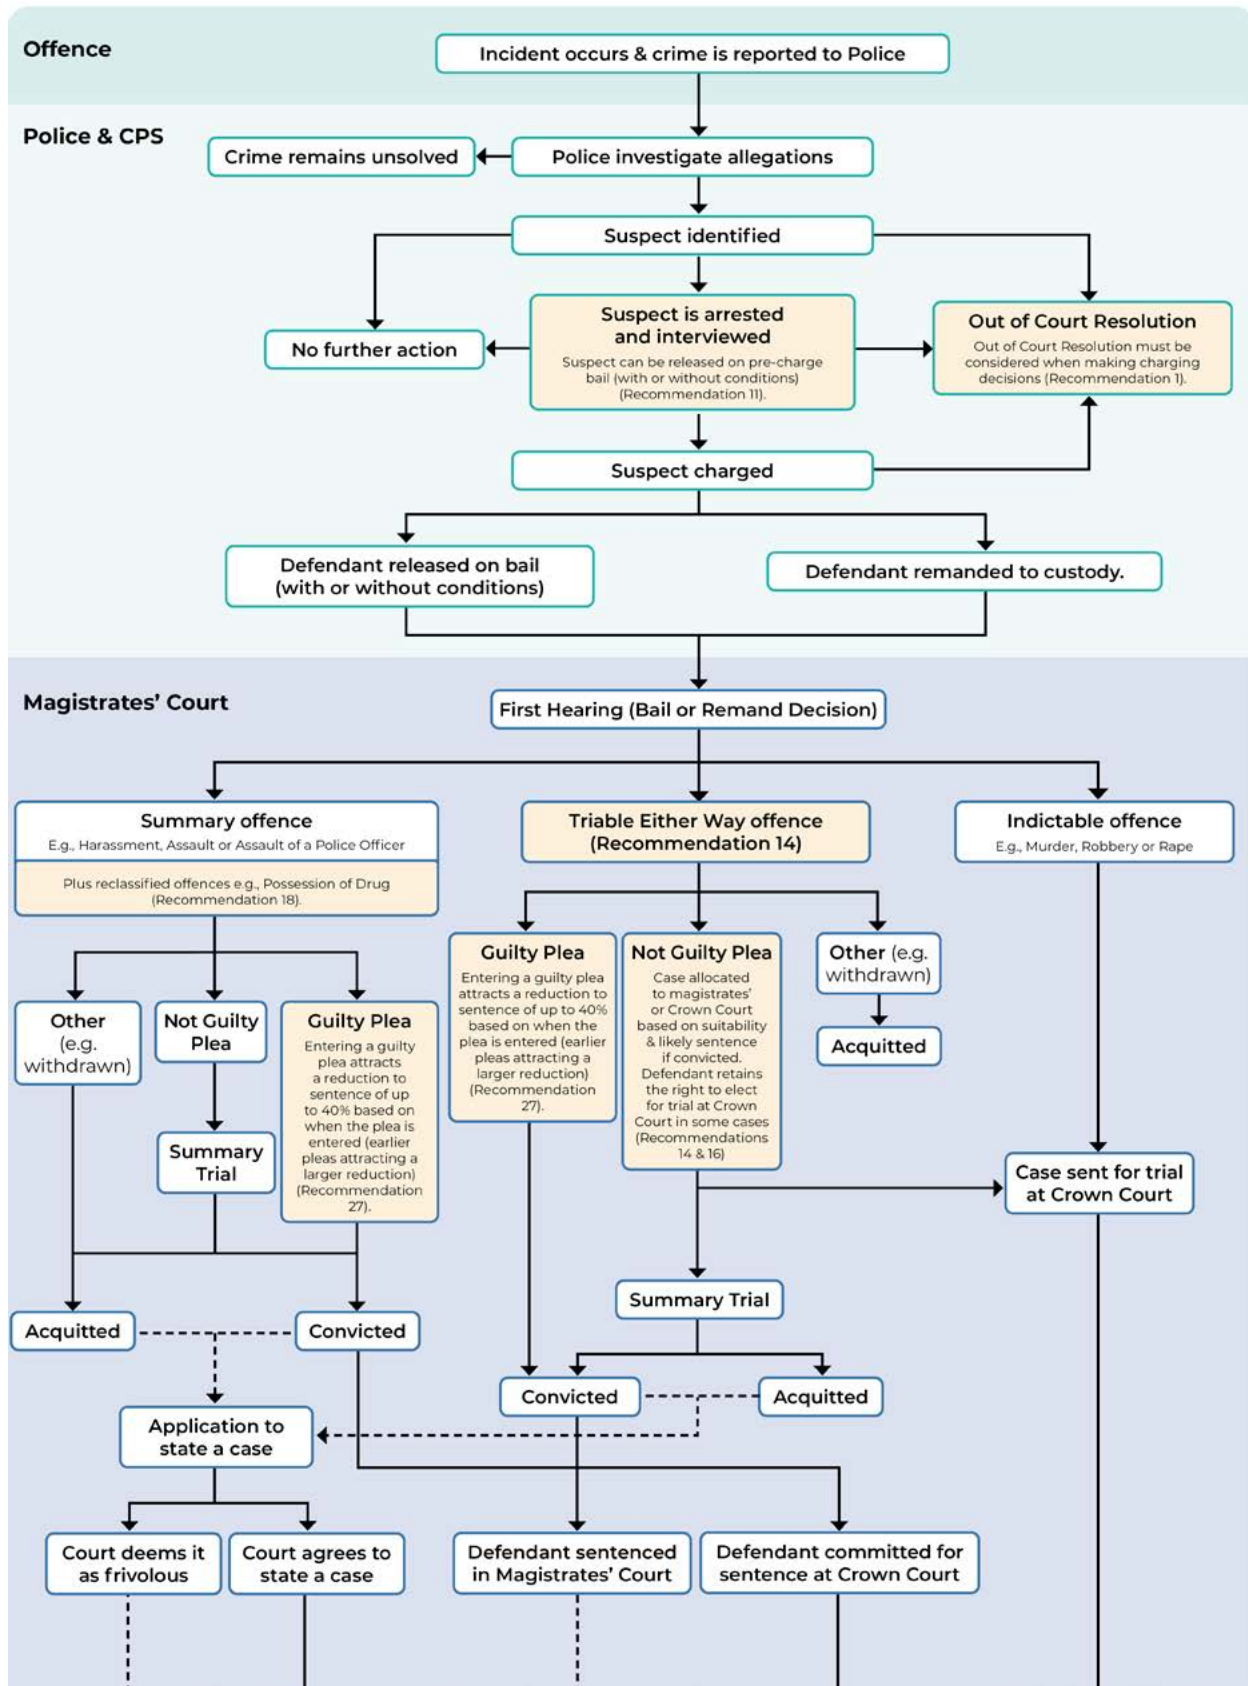 Offence
Incident occurs & crime is reported to Police
Police & CPS
Crime remains unsolved
Police investigate allegations
Suspect identified
No further action
Suspect is arrested
and interviewed
Suspect can be released on pre-charge
bail (with or without conditions)
(Recommendation 11).
Out of Court Resolution
Out of Court Resolution must be
considered when making charging
decisions (Recommendation 1).
Suspect charged
Defendant released on bail
(with or without conditions)
Defendant remanded to custody.
Magistrates’ Court
First Hearing (Bail or Remand Decision)
Summary offence
E.g., Harassment, Assault or Assault of a Police Officer
Plus reclassified offences e.g., Possession of Drug
(Recommendation 18).
Triable Either Way offence
(Recommendation 14)
Indictable offence
E.g., Murder, Robbery or Rape
Other
(e.g.
withdrawn)
Not Guilty
Plea
Guilty Plea
Entering a guilty
plea attracts
a reduction to
sentence of up
to 40% based on
when the plea is
entered (earlier
pleas attracting a
larger reduction)
(Recommendation
27).
Summary
Trial
Guilty Plea
Entering a guilty plea
attracts a reduction to
sentence of up to 40%
based on when the
plea is entered (earlier
pleas attracting a
larger reduction)
(Recommendation
27).
Not Guilty Plea
Case allocated
to magistrates’
or Crown Court
based on suitability
& likely sentence
if convicted.
Defendant retains
the right to elect
for trial at Crown
Court in some cases
(Recommendations
14 & 16)
Other (e.g.
withdrawn)
Acquitted
Case sent for trial
at Crown Court
Summary Trial
Acquitted
Convicted
Convicted
Acquitted
Application to
state a case
Court deems it
as frivolous
Court agrees to
state a case
Defendant sentenced
in Magistrates’ Court
Defendant committed for
sentence at Crown Court